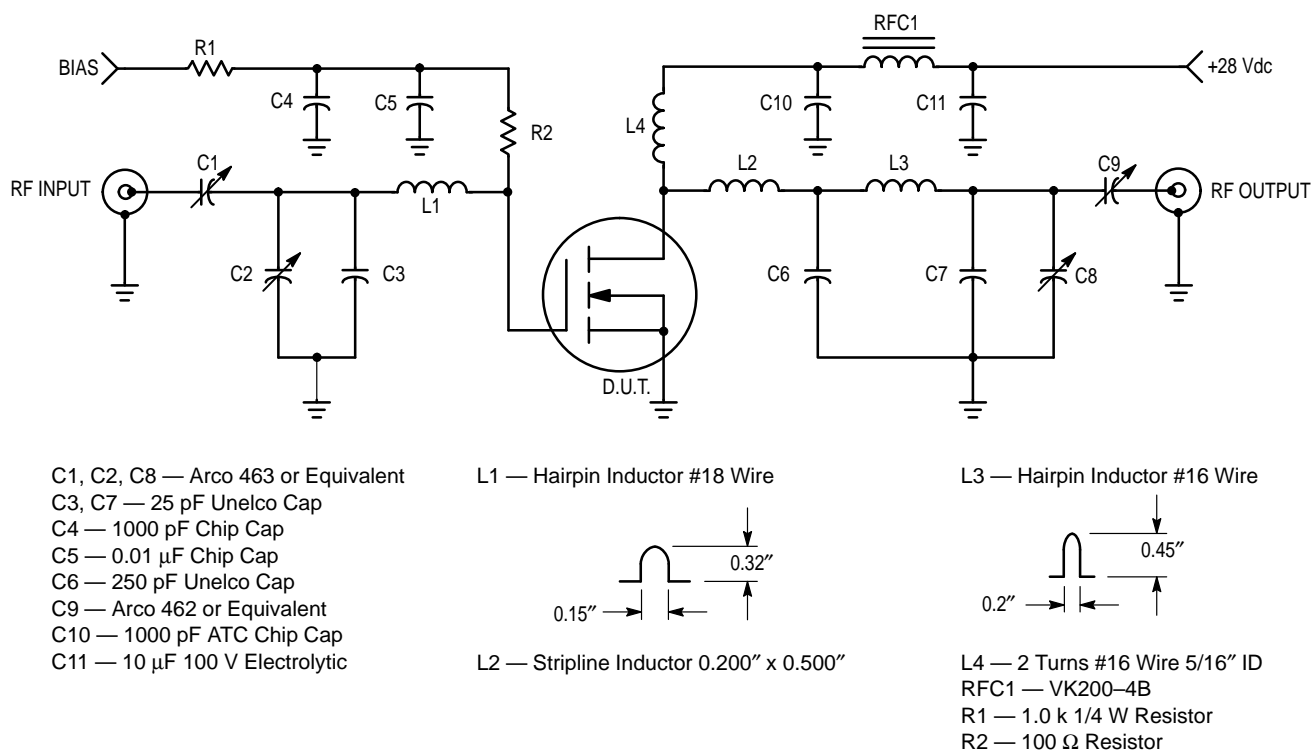 RFC1
R1
BIAS
+28 Vdc
C4
C5
C10
C11
R2
L4
C1
L2
L3
C9
RF INPUT
RF OUTPUT
L1
C2
C3
C6
C7
C8
D.U.T.
C1, C2, C8 — Arco 463 or Equivalent
C3, C7 — 25 pF Unelco Cap
C4 — 1000 pF Chip Cap
C5 — 0.01 μF Chip Cap
C6 — 250 pF Unelco Cap
C9 — Arco 462 or Equivalent
C10 — 1000 pF ATC Chip Cap
C11 — 10 μF 100 V Electrolytic
L1 — Hairpin Inductor #18 Wire
0.32″
0.15″
L2 — Stripline Inductor 0.200″ x 0.500″
L3 — Hairpin Inductor #16 Wire
0.45″
0.2″
L4 — 2 Turns #16 Wire 5/16″ ID
RFC1 — VK200–4B
R1 — 1.0 k 1/4 W Resistor
R2 — 100 Ω Resistor